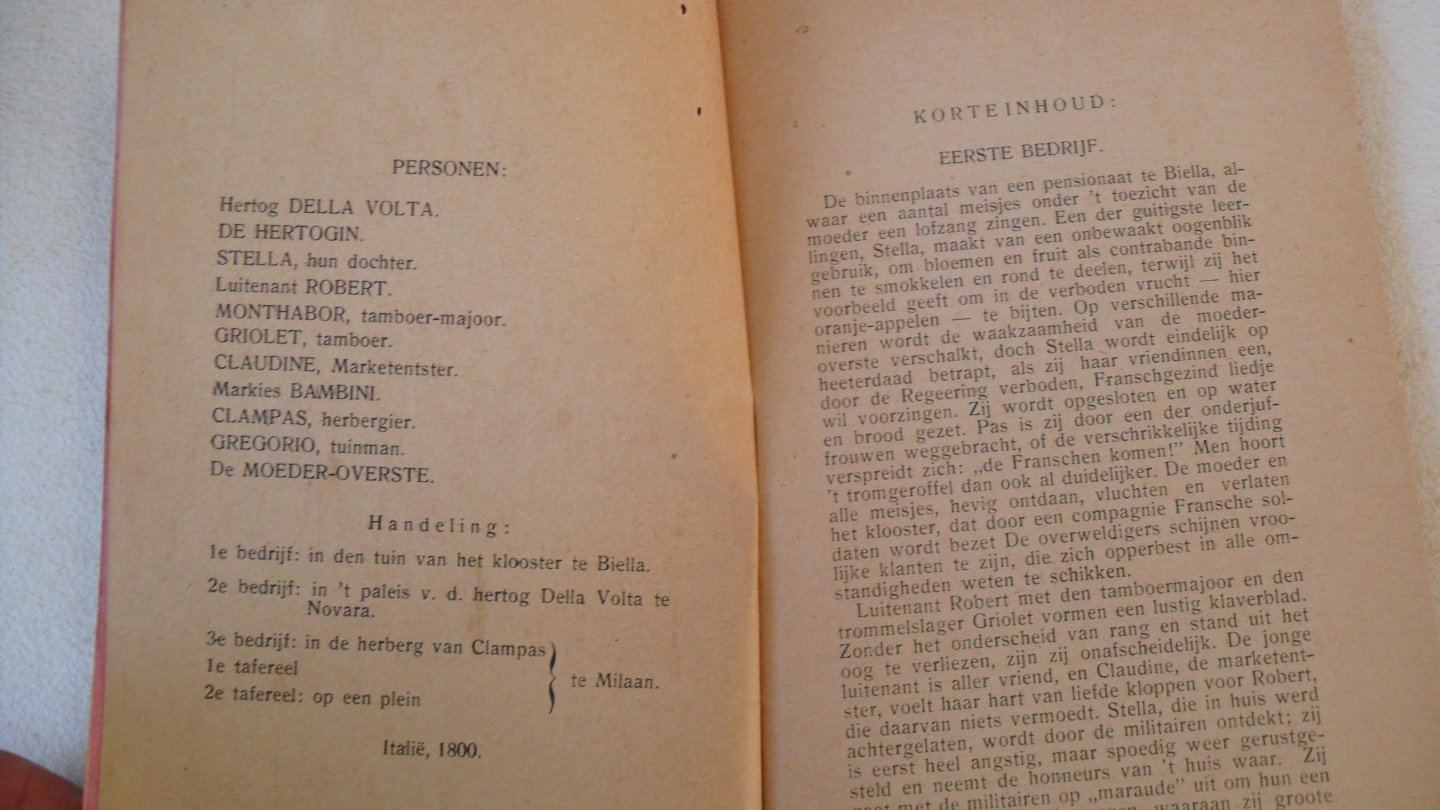 PERSONEN:
Hertog DELLA VOLTA.
DE HERTOGIN.
STELLA, hun dochter.
Luitenant ROBERT.
MONTHABOR, tamboer-majoor.
GRIOLET, tamboer.
CLAUDINE, Marketentster.
Markies BAMBINI.
CLAMPAS, herbergier.
GREGORIO, tuinman.
De MOEDER-OVERSTE.
Handeling:
1e bedrijf: in den tuin van het klooster te Biella.
2e bedrijf: in 't paleis v. d. hertog Della Volta te
Novara.
3e bedrijf: in de herberg van Clampas
1e tafereel
2e tafereel: op een plein
te Milaan.
Italië, 1800.
KORTE INHOUD:
EERSTE BEDRIJF.
De binnenplaats van een pensionaat te Biella, al-
waar een aantal meisjes onder 't toezicht van de
moeder een lofzang zingen. Een der guitigste leer-
lingen, Stella, maakt van een onbewaakt oogenblik
gebruik, om bloemen en fruit als contrabande bin-
nen te smokkelen en rond te deelen, terwijl zij het
voorbeeld geeft om in de verboden vrucht — hier
oranje-appelen — te bijten. Op verschillende ma-
nieren wordt de waakzaamheid van de moeder-
overste verschalkt, doch Stella wordt eindelijk op
heeterdaad betrapt, als zij haar vriendinnen een,
door de Regeering verboden, Franschgezind liedje
wil voorzingen. Zij wordt opgesloten en op water
en brood gezet. Pas is zij door een der onderjuf-
frouwen weggebracht, of de verschrikkelijke tijding
verspreidt zich: „de Franschen komen!" Men hoort
't tromgeroffel dan ook al duidelijker. De moeder en
alle meisjes, hevig ontdaan, vluchten en verlaten
het klooster, dat door een compagnie Fransche sol-
daten wordt bezet De overweldigers schijnen vroo-
lijke klanten te zijn, die zich opperbest in alle om-
standigheden weten te schikken.
Luitenant Robert met den tamboermajoor en den
trommelslager Griolet vormen een lustig klaverblad.
Zonder het onderscheid van rang en stand uit het
oog te verliezen, zijn zij onafscheidelijk. De jonge
luitenant is aller vriend, en Claudine, de marketent-
ster, voelt haar hart van liefde kloppen voor Robert,
die daarvan niets vermoedt. Stella, die in huis werd
achtergelaten, wordt door de militairen ontdekt; zij
is eerst heel angstig, maar spoedig weer gerustge-
steld en neemt de honneurs van 't huis waar. Zij
gaat met de militairen op „maraude" uit om hun een
waaraan zij groote